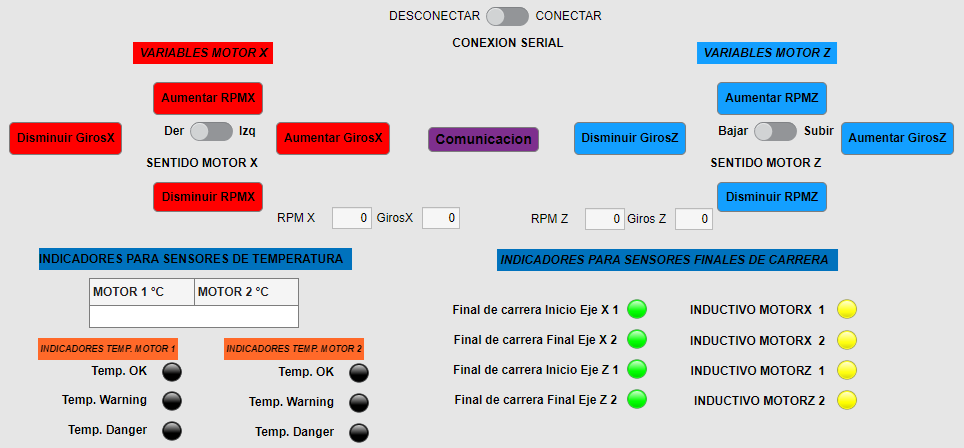 DESCONECTAR CONECTAR
CONEXION SERIAL
VARIABLES MOTOR X
VARIABLES MOTOR Z
Aumentar RPMX
Aumentar RPMZ
Disminuir GirosX
Der Izq
Aumentar GirosX
Comunicacion
Disminuir GirosZ
Bajar Subir
Aumentar GirosZ
SENTIDO MOTOR X
SENTIDO MOTOR Z
Disminuir RPMX
Disminuir RPMZ
RPM X 0 GirosX 0
RPM Z 0 Giros Z 0
INDICADORES PARA SENSORES DE TEMPERATURA
INDICADORES PARA SENSORES FINALES DE CARRERA
MOTOR 1 °C MOTOR 2 °C
INDICADORES TEMP. MOTOR 1
INDICADORES TEMP. MOTOR 2
Temp. OK
Temp. Warning
Temp. Danger
Temp. OK
Temp. Warning
Temp. Danger
Final de carrera Inicio Eje X 1
Final de carrera Final Eje X 2
Final de carrera Inicio Eje Z 1
Final de carrera Final Eje Z 2
INDUCTIVO MOTORX 1
INDUCTIVO MOTORX 2
INDUCTIVO MOTORZ 1
INDUCTIVO MOTORZ 2